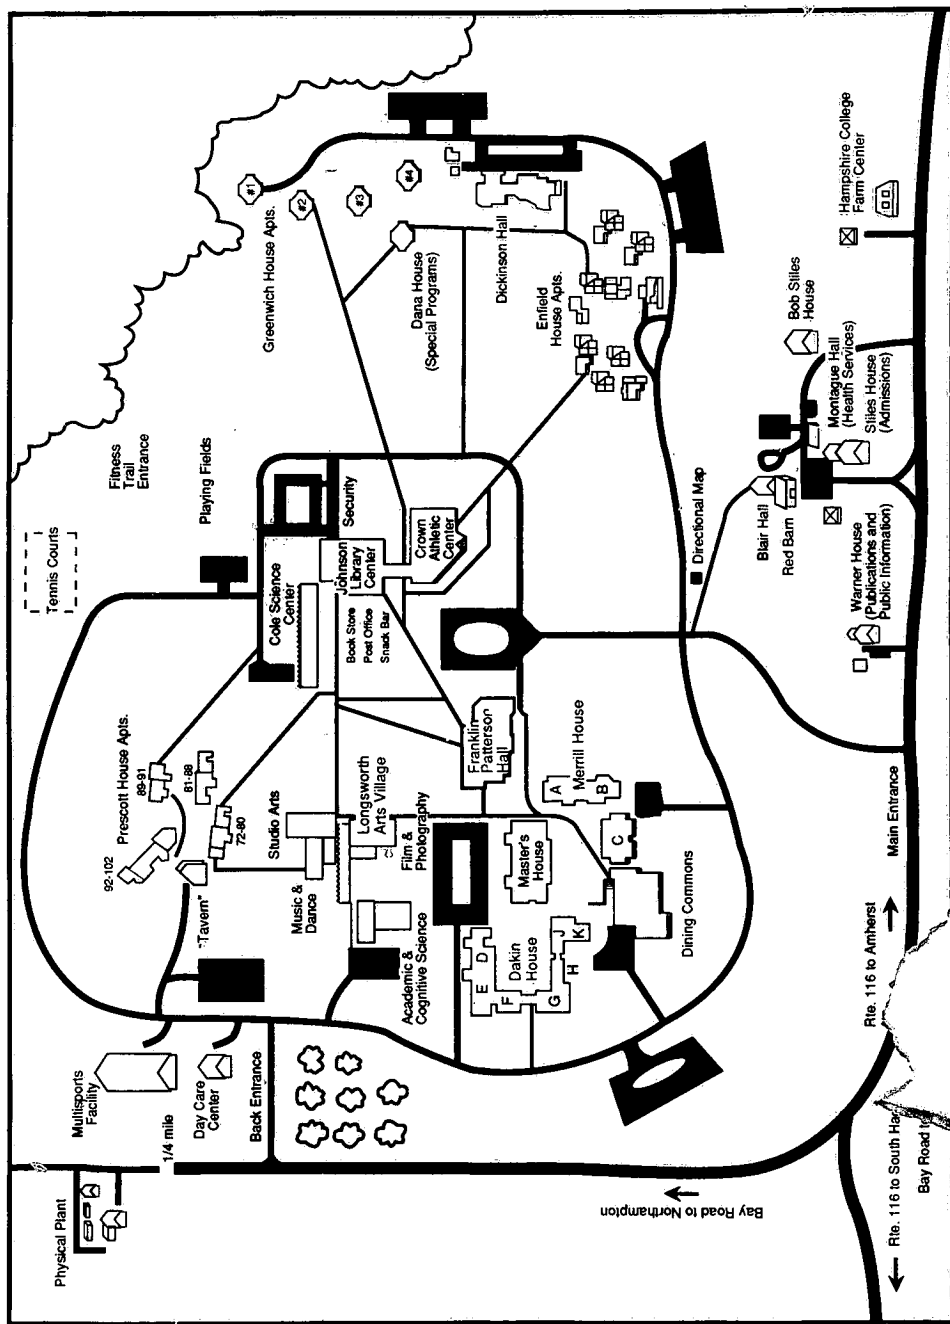 Tennis Courts
Fitness
Trail
Entrance
Playing Fields
Greenwich House Apts.
#1
#2
#3
#4
Dana House
(Special Programs)
Dickinson Hall
Enfield
House Apts.
Hampshire College
Farm Center
Bob Stiles
House
Montague Hall
(Health Services)
Stiles House
(Admissions)
Blair Hall
Red Barn
Warner House
(Publications and
Public Information)
Directional Map
Security
Cole Science
Center
Johnson
Library
Center
Crown
Athletic
Center
Book Store
Post Office
Snack Bar
Prescott House Apts.
89-91
81-88
72-80
92-102
"Tavern"
Studio Arts
Music &
Dance
Longsworth
Arts Village
Film &
Photography
Academic &
Cognitive Science
Franklin
Patterson
Hall
Merrill House
A
B
C
Master's
House
Dakin
House
D
E
F
G
H
J
K
Dining Commons
Main Entrance
Rte. 116 to Amherst
Multisports
Facility
Day Care
Center
Back Entrance
1/4 mile
Physical Plant
Bay Road to Northampton
Rte. 116 to South
Bay Road